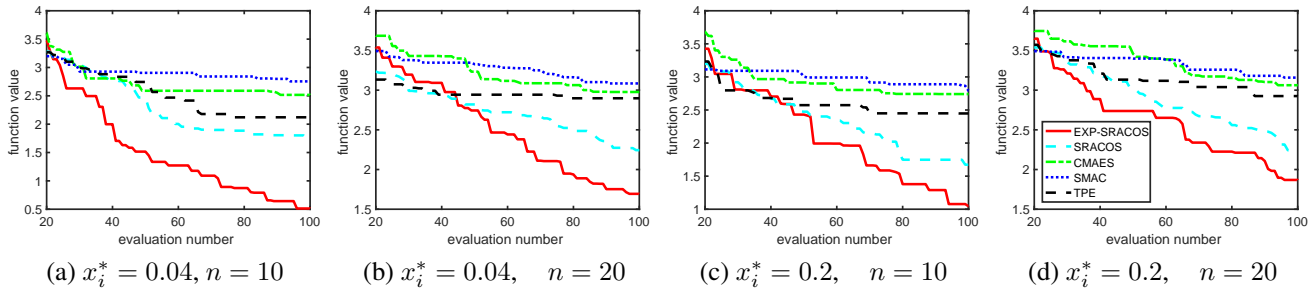 4
3.5
3
2.5
2
1.5
1
0.5
function value
20 40 60 80 100
evaluation number
(a) x_i^* = 0.04, n = 10
4
3.5
3
2.5
2
1.5
function value
20 40 60 80 100
evaluation number
(b) x_i^* = 0.04, n = 20
4
3.5
3
2.5
2
1.5
1
function value
20 40 60 80 100
evaluation number
(c) x_i^* = 0.2, n = 10
4
3.5
3
2.5
2
1.5
function value
EXP-SRACOS
SRACOS
CMAES
SMAC
TPE
20 40 60 80 100
evaluation number
(d) x_i^* = 0.2, n = 20